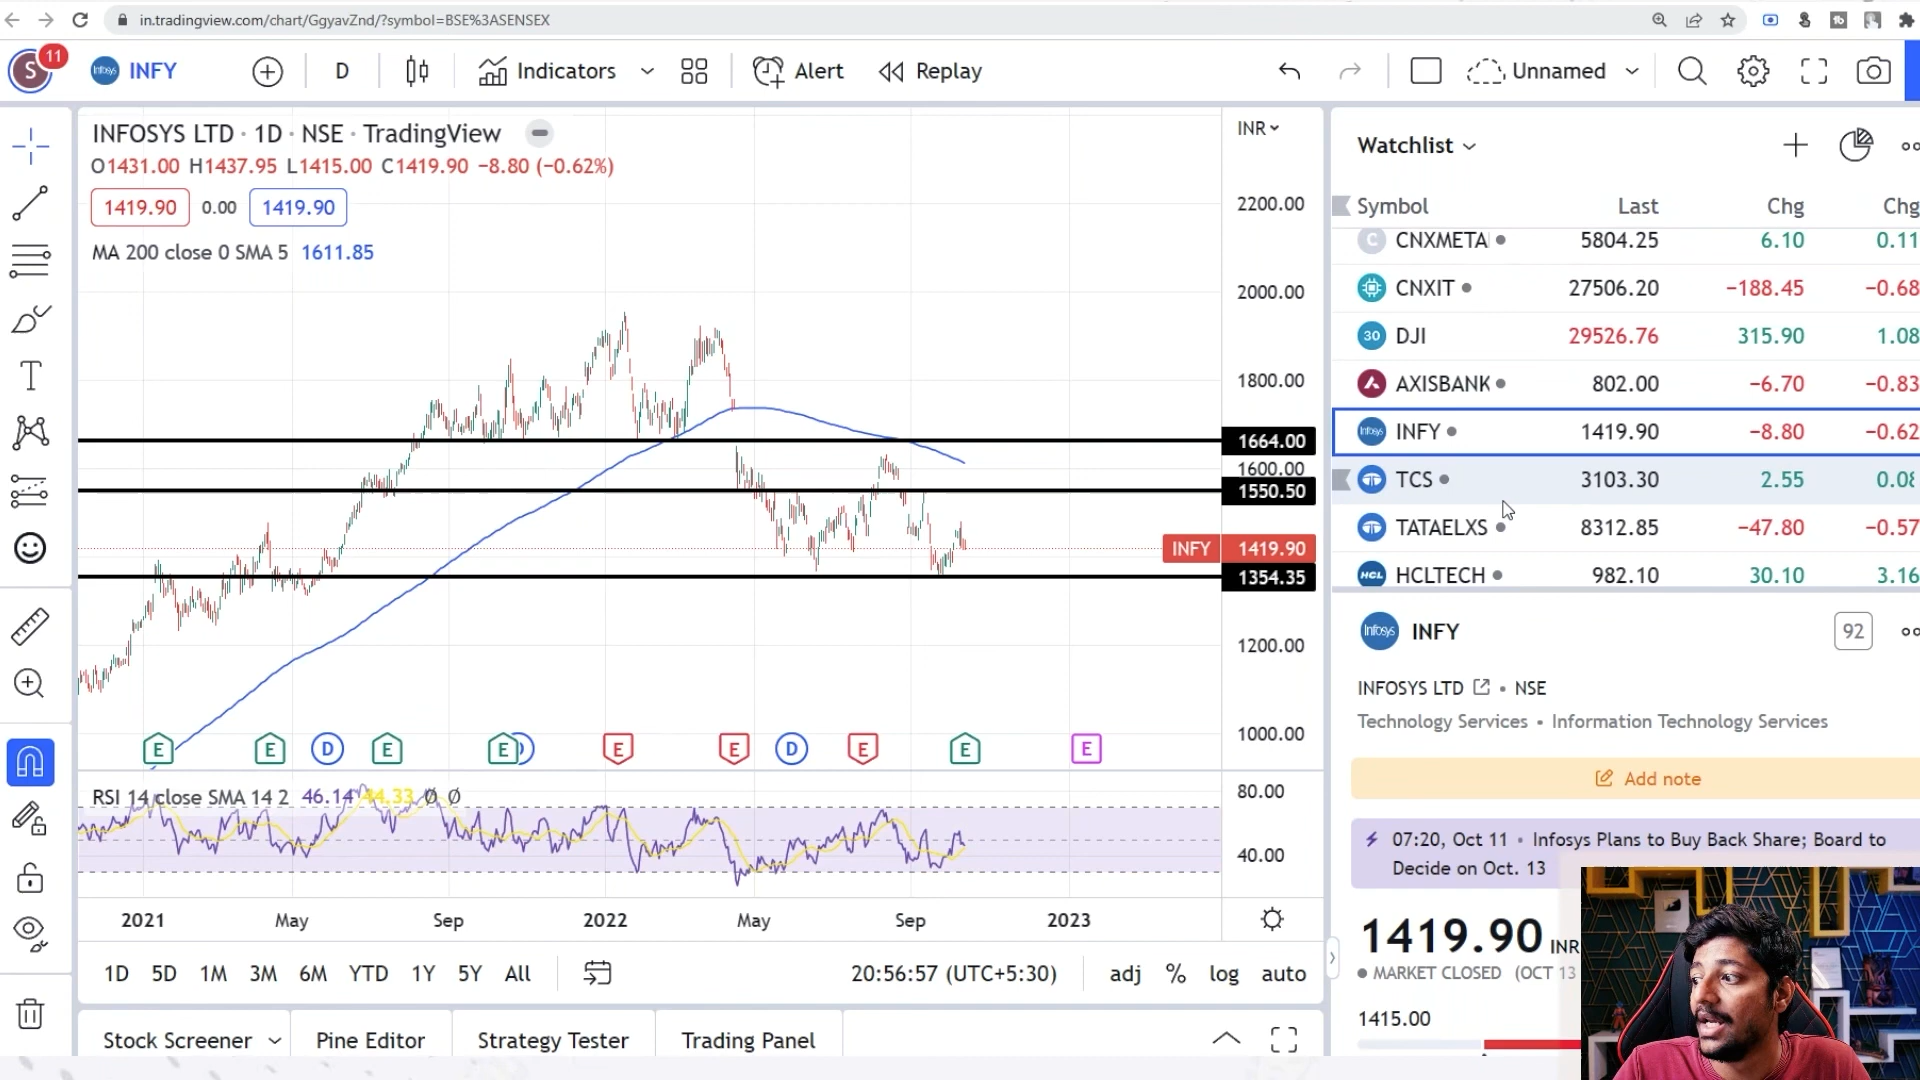 in.tradingview.com/chart/GgyavZnd/?symbol=BSE%3ASENSEX
S 11 Infosys INFY D Indicators Alert Replay Unnamed
INFOSYS LTD · 1D · NSE · TradingView
O1431.00 H1437.95 L1415.00 C1419.90 −8.80 (−0.62%)
1419.90 0.00 1419.90
MA 200 close 0 SMA 5 1611.85
INR
2200.00
2000.00
1800.00
1664.00
1600.00
1550.50
INFY 1419.90
1354.35
1200.00
1000.00
E E D E E D E E D E E E
RSI 14 close SMA 14 2 46.14 44.33 Ø Ø
80.00
40.00
2021 May Sep 2022 May Sep 2023
1D 5D 1M 3M 6M YTD 1Y 5Y All 20:56:57 (UTC+5:30) adj % log auto
Stock Screener Pine Editor Strategy Tester Trading Panel
Watchlist
Symbol Last Chg Chg
C CNXMETA 5804.25 6.10 0.11
CNXIT 27506.20 −188.45 −0.68
30 DJI 29526.76 315.90 1.08
AXISBANK 802.00 −6.70 −0.83
Infosys INFY 1419.90 −8.80 −0.62
TCS 3103.30 2.55 0.08
TATAELXS 8312.85 −47.80 −0.57
HCL HCLTECH 982.10 30.10 3.16
Infosys INFY 92
INFOSYS LTD • NSE
Technology Services • Information Technology Services
Add note
07:20, Oct 11 • Infosys Plans to Buy Back Share; Board to
Decide on Oct. 13
1419.90 INR
MARKET CLOSED (OCT 13
1415.00